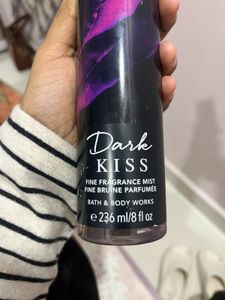 Dark
KISS
FINE FRAGRANCE MIST
FINE BRUME PARFUMÉE
BATH & BODY WORKS
℮ 236 ml/8 fl oz